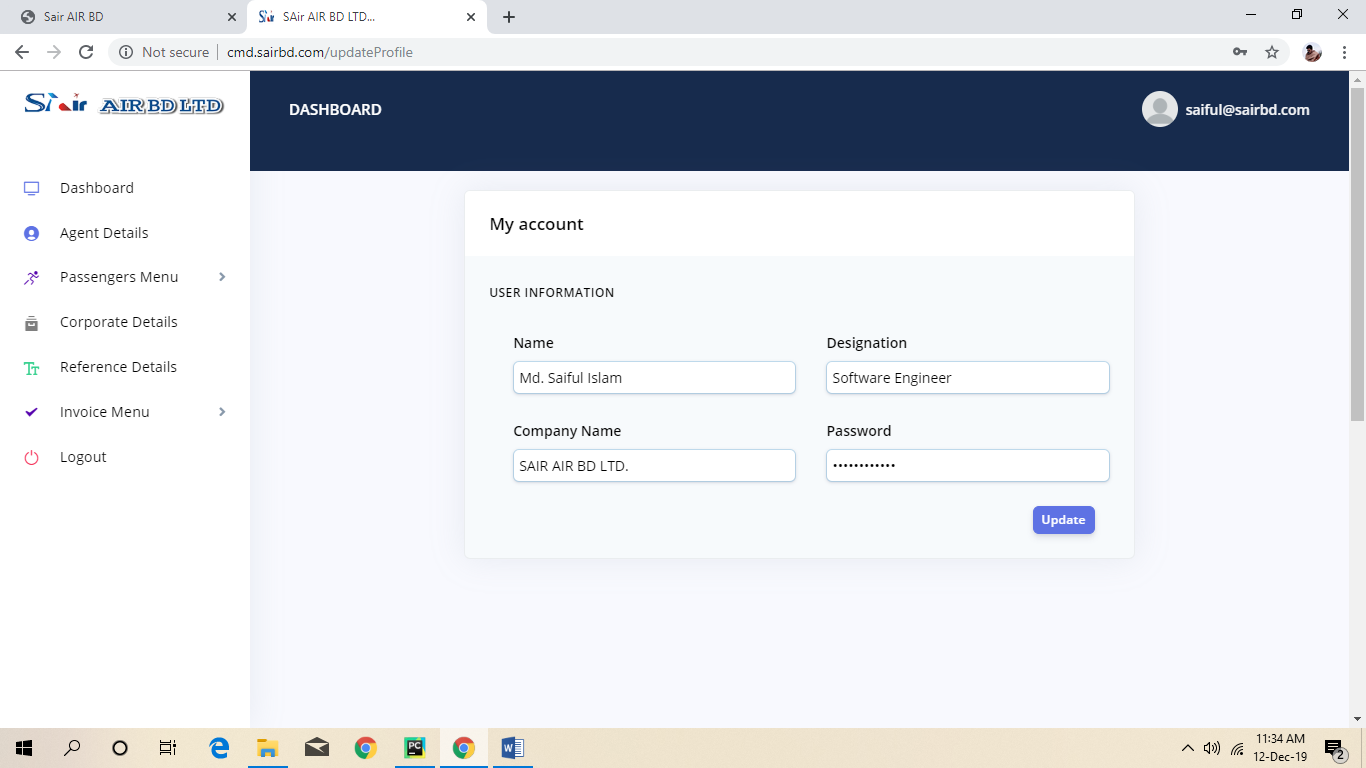 Sair AIR BD
SAir AIR BD LTD...
Not secure
cmd.sairbd.com/updateProfile
SAir AIR BD LTD
DASHBOARD
saiful@sairbd.com
Dashboard
Agent Details
Passengers Menu
Corporate Details
Reference Details
Invoice Menu
Logout
My account
USER INFORMATION
Name
Designation
Md. Saiful Islam
Software Engineer
Company Name
Password
SAIR AIR BD LTD.
••••••••••••
Update
11:34 AM
12-Dec-19
2